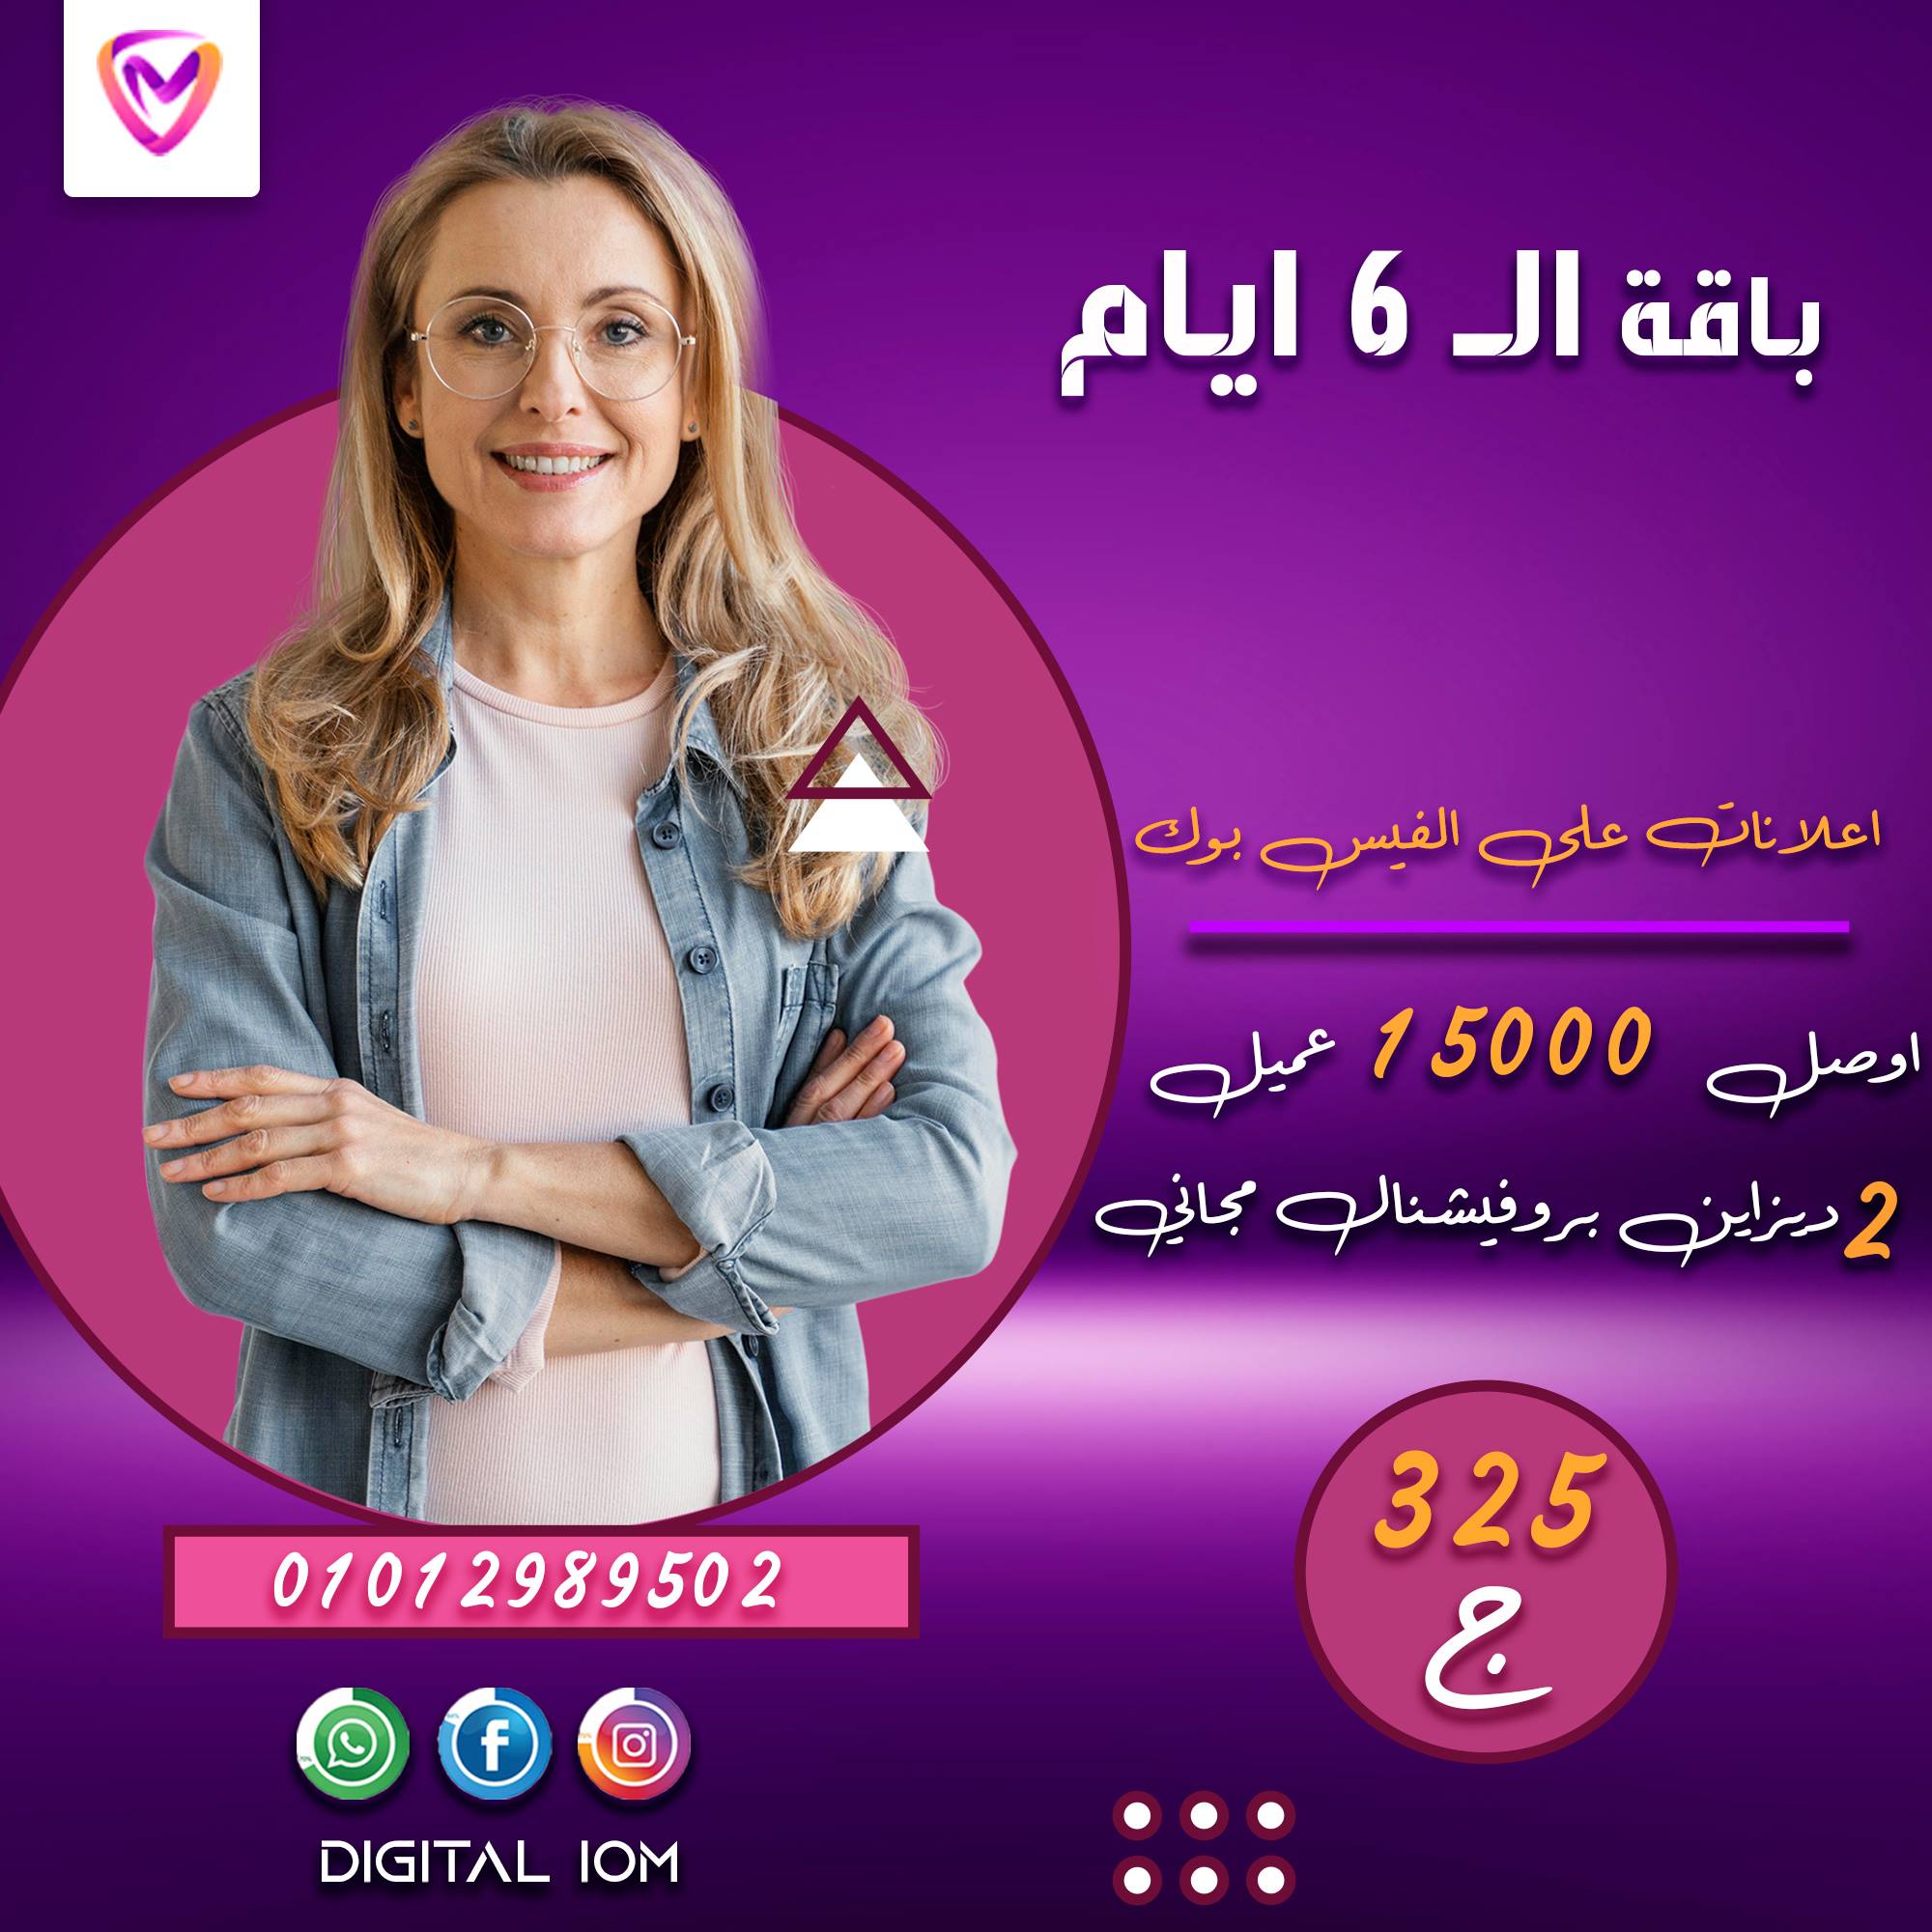 باقة الـ 6 ايام
اعلانات على الفيس بوك
اوصل 15000 عميل
2 ديزاين بروفيشنال مجاني
325
ج
01012989502
DIGITAL IOM